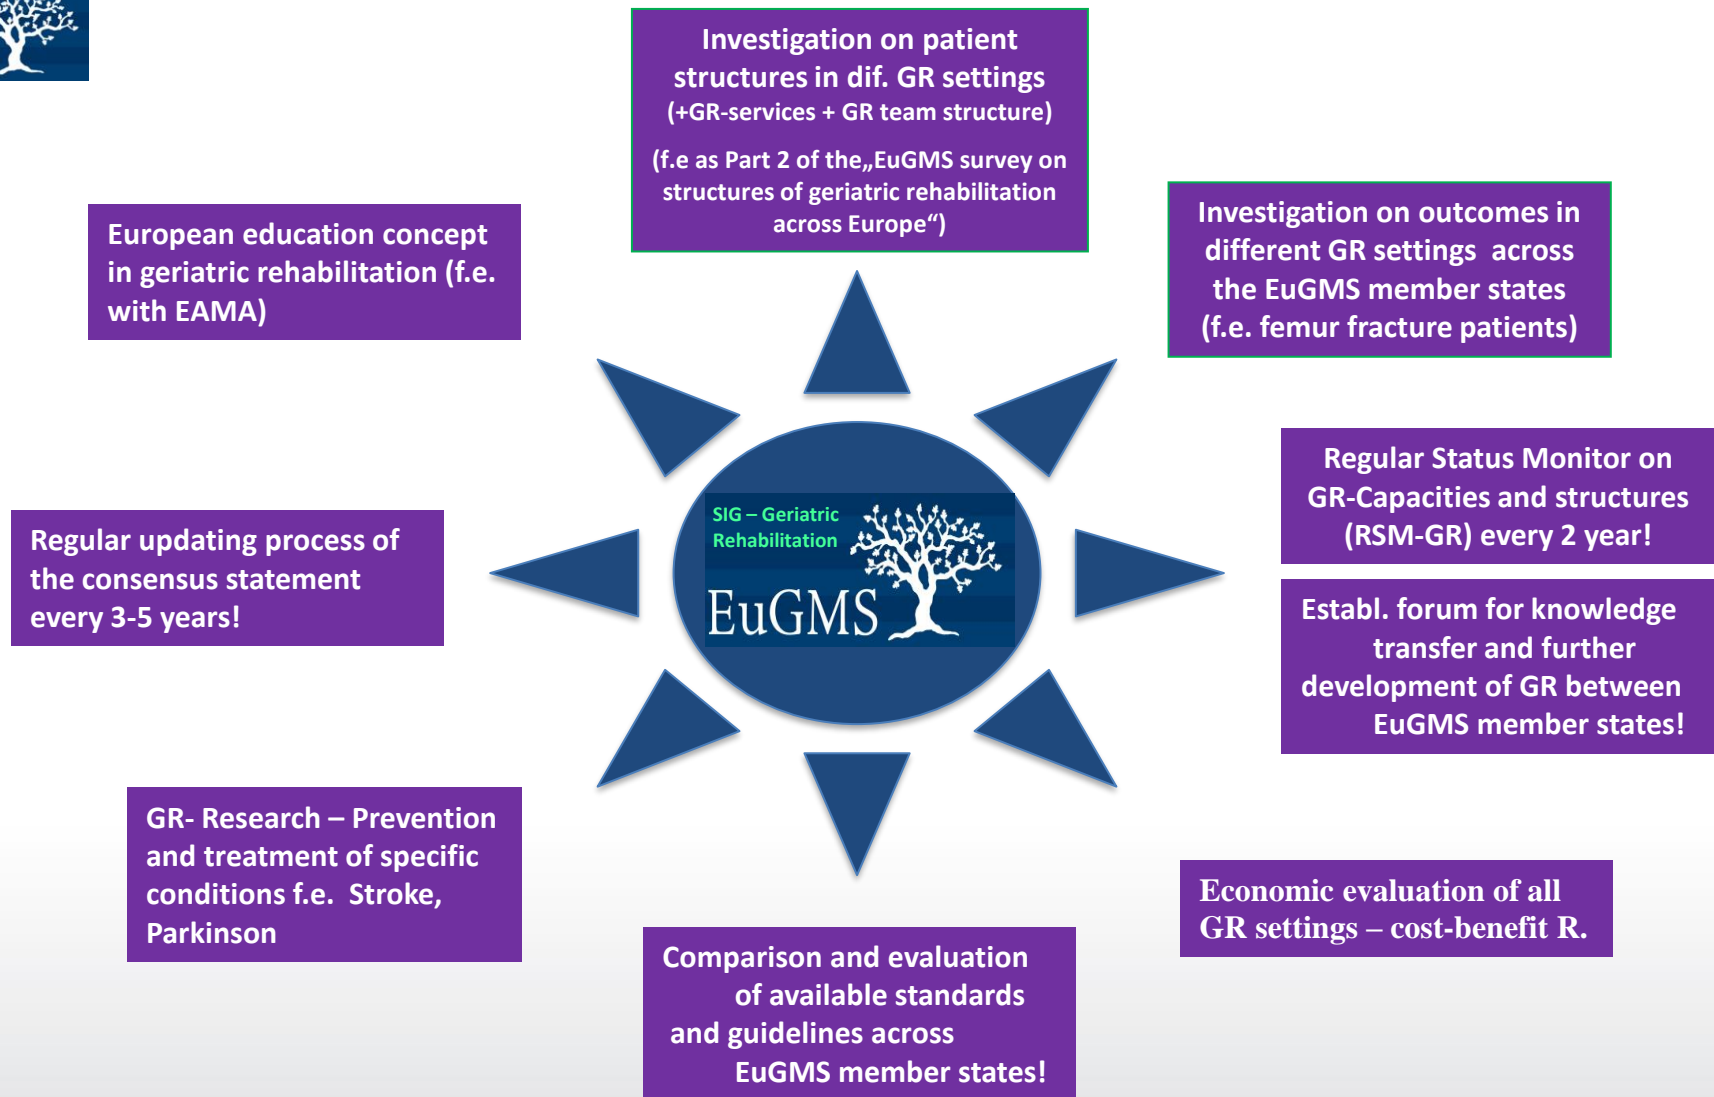 Investigation on patient
structures in dif. GR settings
(+GR-services + GR team structure)
(f.e as Part 2 of the„EuGMS survey on
structures of geriatric rehabilitation
across Europe“)
European education concept
in geriatric rehabilitation (f.e.
with EAMA)
Investigation on outcomes in
different GR settings across
the EuGMS member states
(f.e. femur fracture patients)
Regular Status Monitor on
GR-Capacities and structures
(RSM-GR) every 2 year!
SIG – Geriatric
Rehabilitation
EuGMS
Regular updating process of
the consensus statement
every 3-5 years!
Establ. forum for knowledge
transfer and further
development of GR between
EuGMS member states!
GR- Research – Prevention
and treatment of specific
conditions f.e. Stroke,
Parkinson
Economic evaluation of all
GR settings – cost-benefit R.
Comparison and evaluation
of available standards
and guidelines across
EuGMS member states!